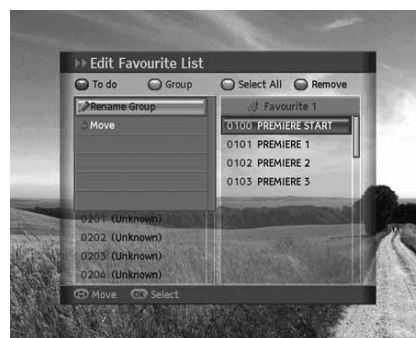 Edit Favourite List
To do Group Select All Remove
Rename Group
Move
0201 (Unknown)
0202 (Unknown)
0203 (Unknown)
0204 (Unknown)
Favourite 1
0100 PREMIERE START
0101 PREMIERE 1
0102 PREMIERE 2
0103 PREMIERE 3
Move OK Select